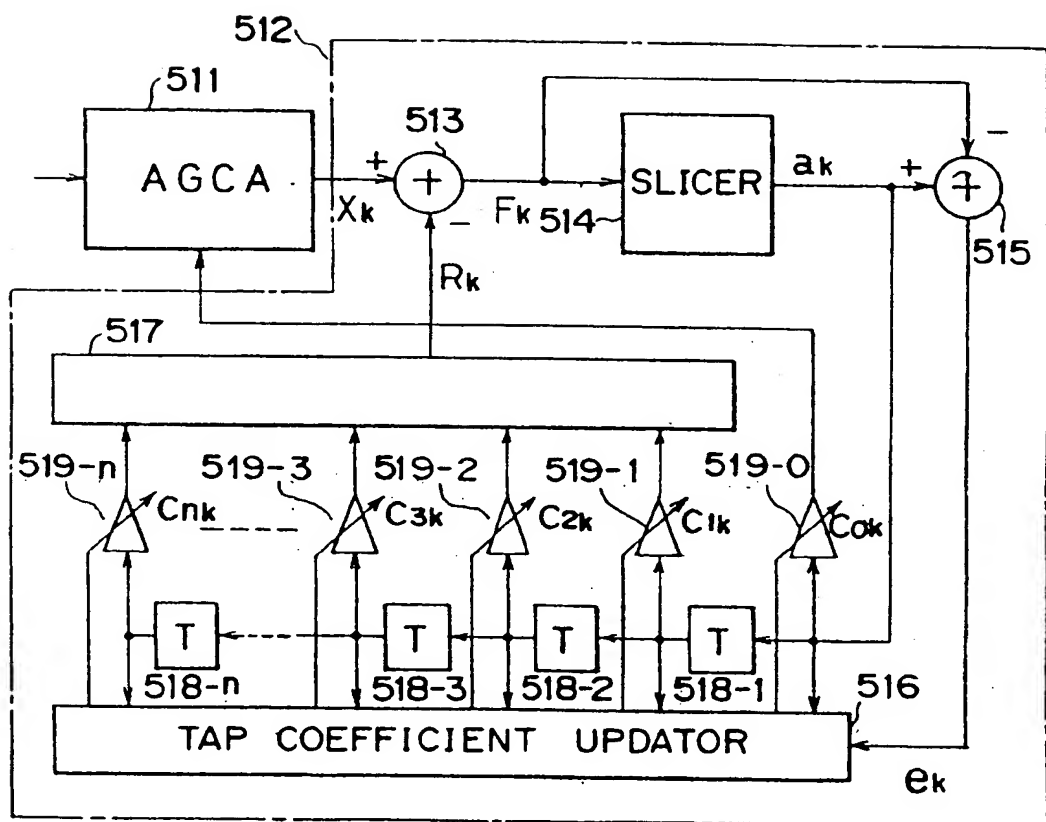 512
511
AGCA
Xk
+
513
+
−
Rk
Fk
514
SLICER
ak
−
+
+
515
517
519-n
Cnk
519-3
C3k
519-2
C2k
519-1
C1k
519-0
C0k
T
T
T
T
518-n
518-3
518-2
518-1
516
TAP COEFFICIENT UPDATOR
ek